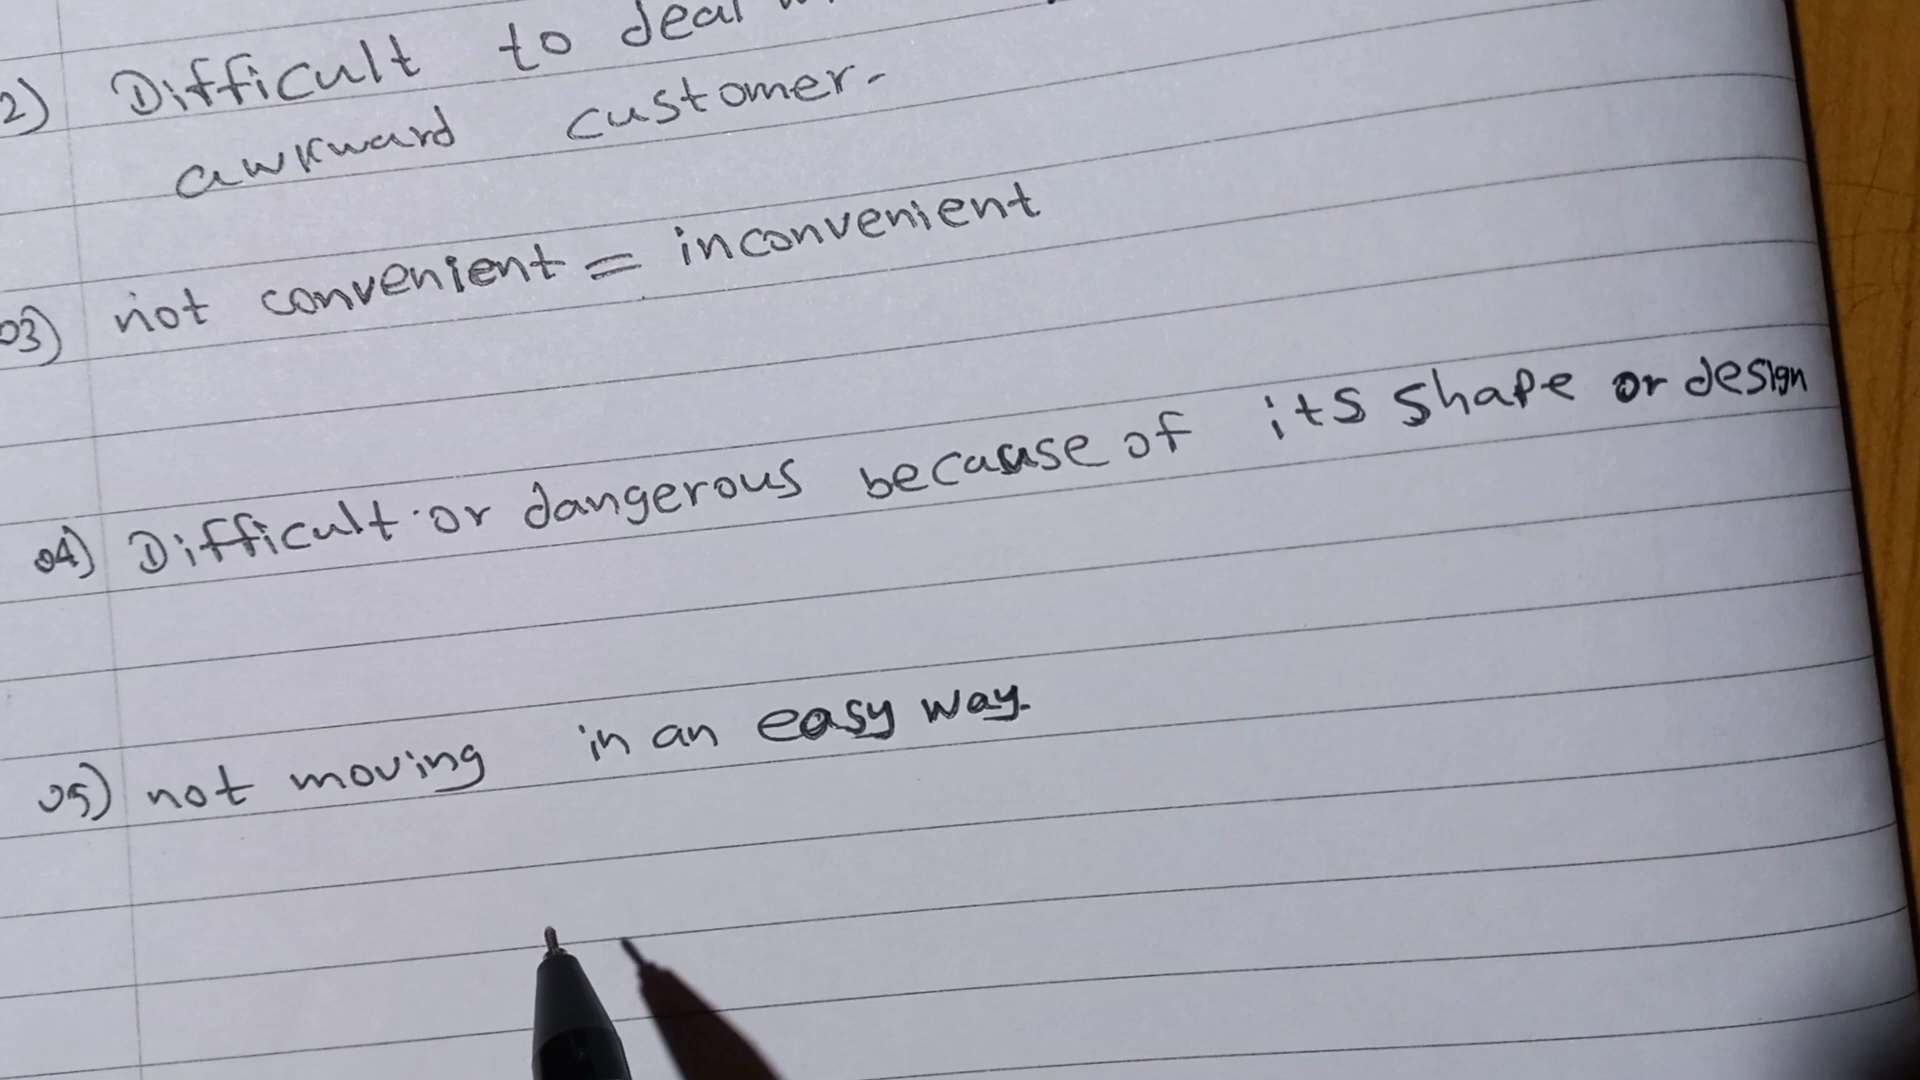 2) Difficult to deal
awkward customer-
03) not convenient = inconvenient
04) Difficult or dangerous because of its shape or design
05) not moving in an easy way.